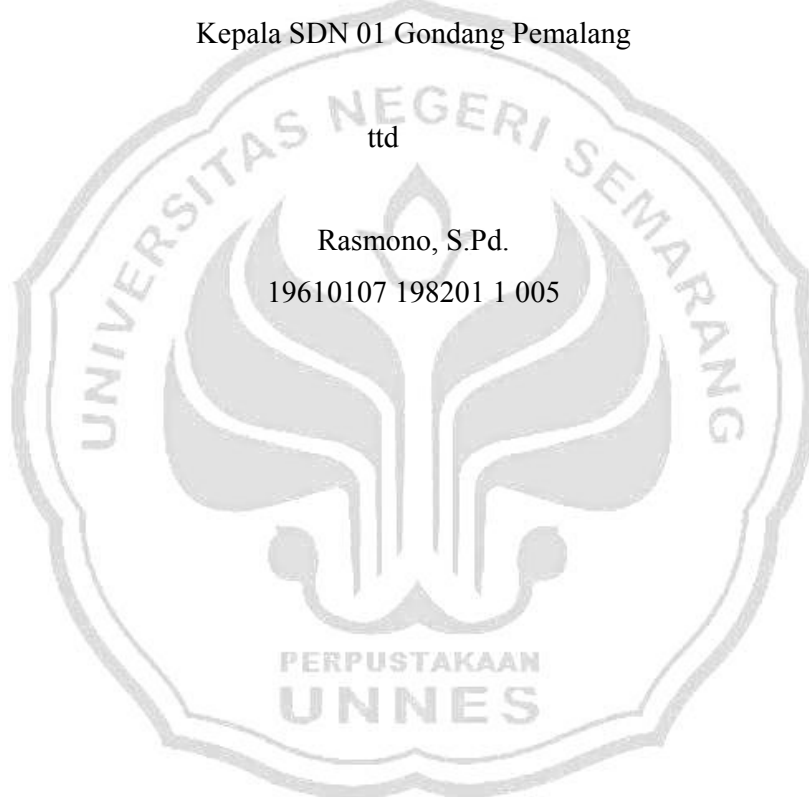 Kepala SDN 01 Gondang Pemalang
UNIVERSITAS NEGERI SEMARANG
ttd
Rasmono, S.Pd.
19610107 198201 1 005
PERPUSTAKAAN
UNNES